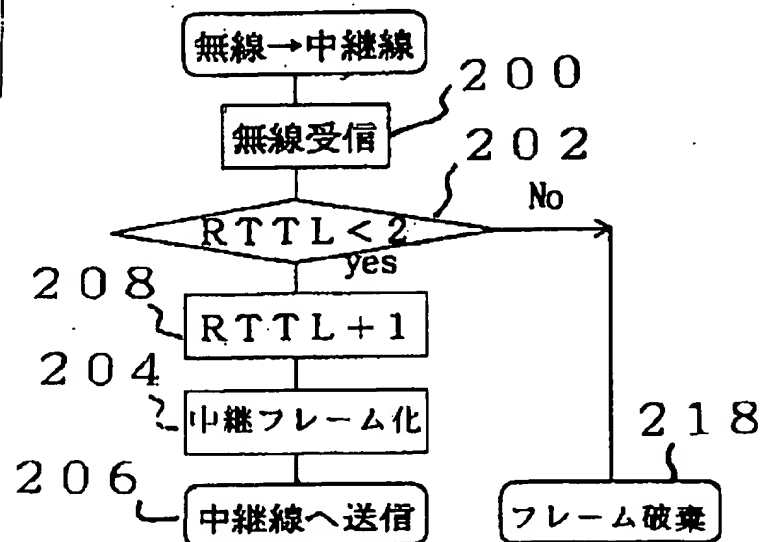 無線→中継線
200
無線受信
202
No
RTTL<2
yes
208
RTTL+1
204
中継フレーム化
218
206
中継線へ送信
フレーム破棄